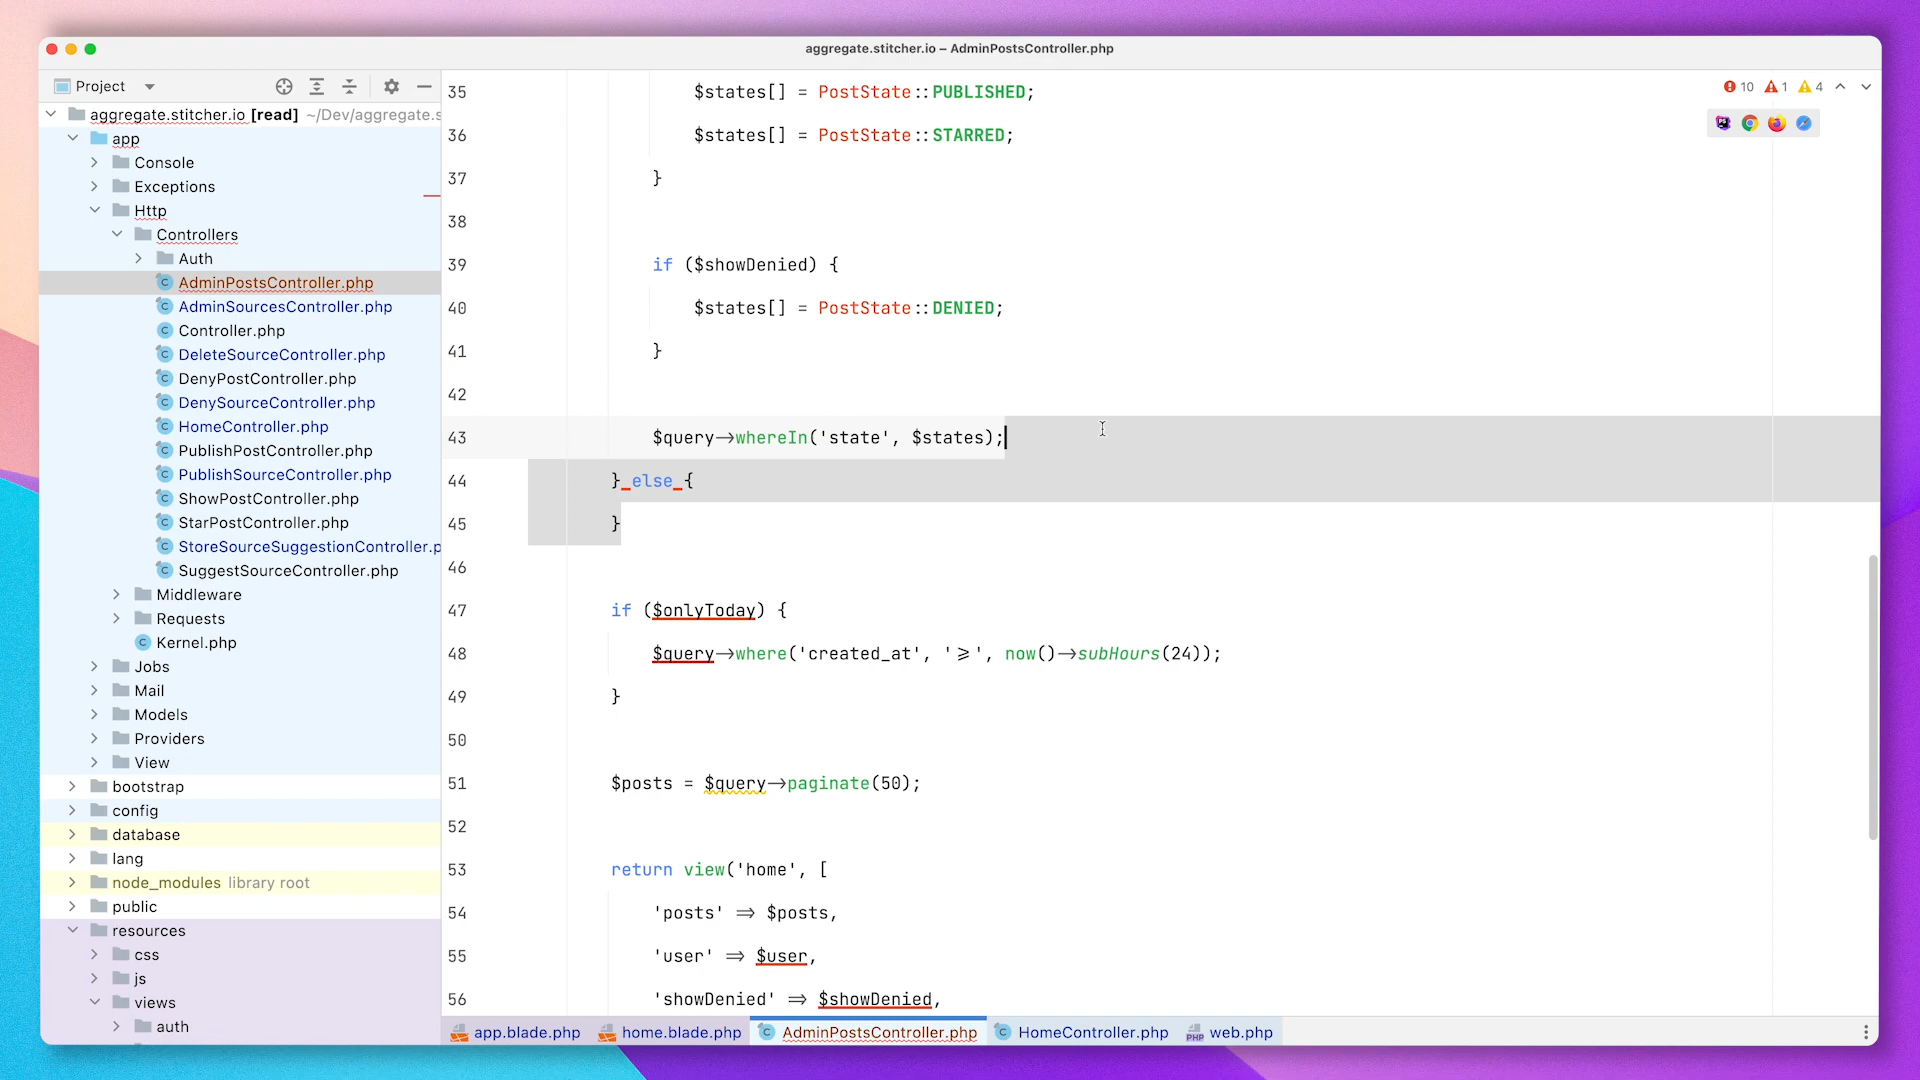 aggregate.stitcher.io – AdminPostsController.php
Project
aggregate.stitcher.io [read] ~/Dev/aggregate.s
app
Console
Exceptions
Http
Controllers
Auth
AdminPostsController.php
AdminSourcesController.php
Controller.php
DeleteSourceController.php
DenyPostController.php
DenySourceController.php
HomeController.php
PublishPostController.php
PublishSourceController.php
ShowPostController.php
StarPostController.php
StoreSourceSuggestionController.p
SuggestSourceController.php
Middleware
Requests
Kernel.php
Jobs
Mail
Models
Providers
View
bootstrap
config
database
lang
node_modules library root
public
resources
css
js
views
auth
10 1 4
35 $states[] = PostState::PUBLISHED;
36 $states[] = PostState::STARRED;
37 }
38
39 if ($showDenied) {
40 $states[] = PostState::DENIED;
41 }
42
43 $query->whereIn('state', $states);
44 } else {
45 }
46
47 if ($onlyToday) {
48 $query->where('created_at', '>=', now()->subHours(24));
49 }
50
51 $posts = $query->paginate(50);
52
53 return view('home', [
54 'posts' => $posts,
55 'user' => $user,
56 'showDenied' => $showDenied,
app.blade.php home.blade.php AdminPostsController.php HomeController.php web.php